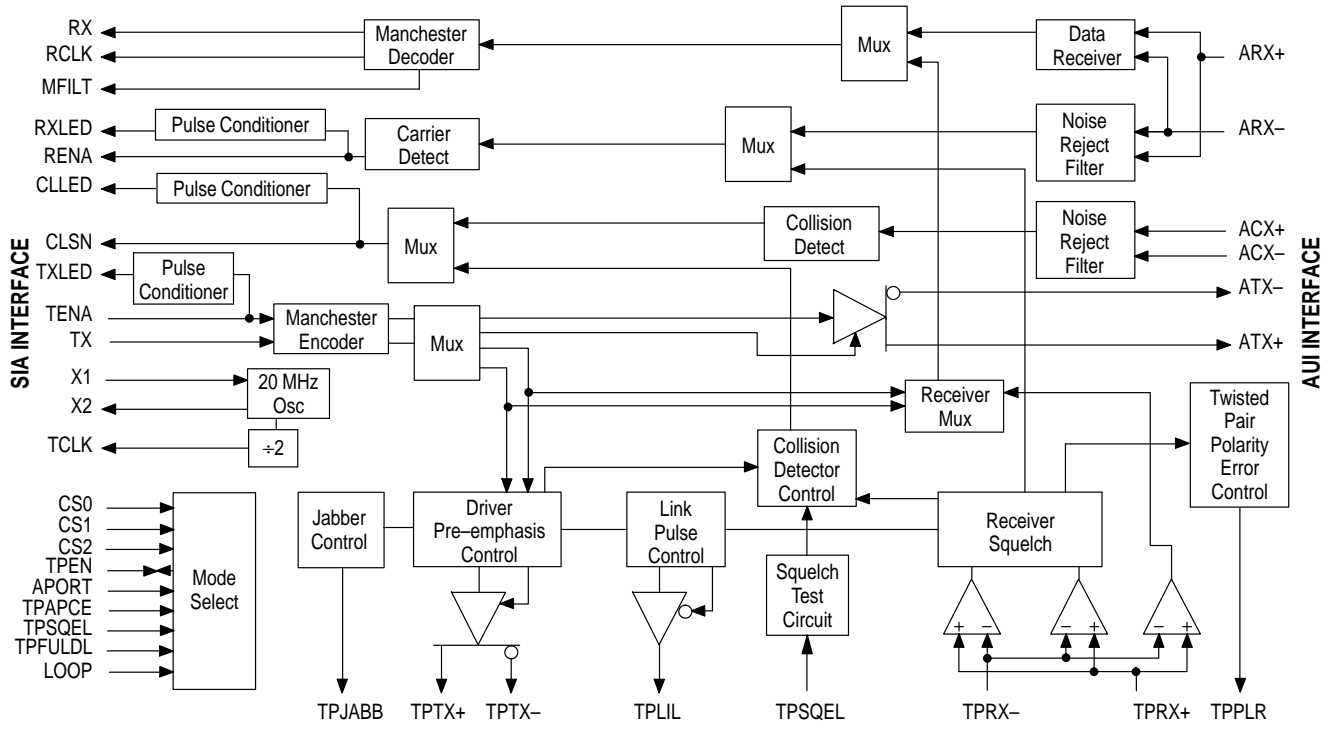 RX
RCLK
MFILT
RXLED
RENA
CLLED
CLSN
TXLED
TENA
TX
X1
X2
TCLK
CS0
CS1
CS2
TPEN
APORT
TPAPCE
TPSQEL
TPFULDL
LOOP
SIA INTERFACE
Manchester
Decoder
Mux
Data
Receiver
ARX+
Pulse Conditioner
Carrier
Detect
Mux
Noise
Reject
Filter
ARX–
Pulse Conditioner
Mux
Collision
Detect
Noise
Reject
Filter
ACX+
ACX–
Pulse
Conditioner
ATX–
ATX+
AUI INTERFACE
Manchester
Encoder
Mux
20 MHz
Osc
÷2
Receiver
Mux
Twisted
Pair
Polarity
Error
Control
Collision
Detector
Control
Mode
Select
Jabber
Control
Driver
Pre–emphasis
Control
Link
Pulse
Control
Receiver
Squelch
Squelch
Test
Circuit
+ –
– +
– +
TPJABB
TPTX+
TPTX–
TPLIL
TPSQEL
TPRX–
TPRX+
TPPLR